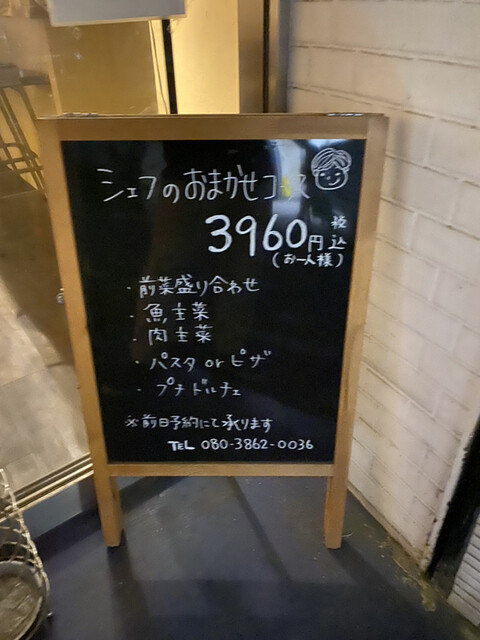 シェフのおまかせコース
3960円税込
(お一人様)
・前菜盛り合わせ
・魚主菜
・肉主菜
・パスタ or ピザ
・プチドルチェ
※前日予約にて承ります
TEL 080-3862-0036